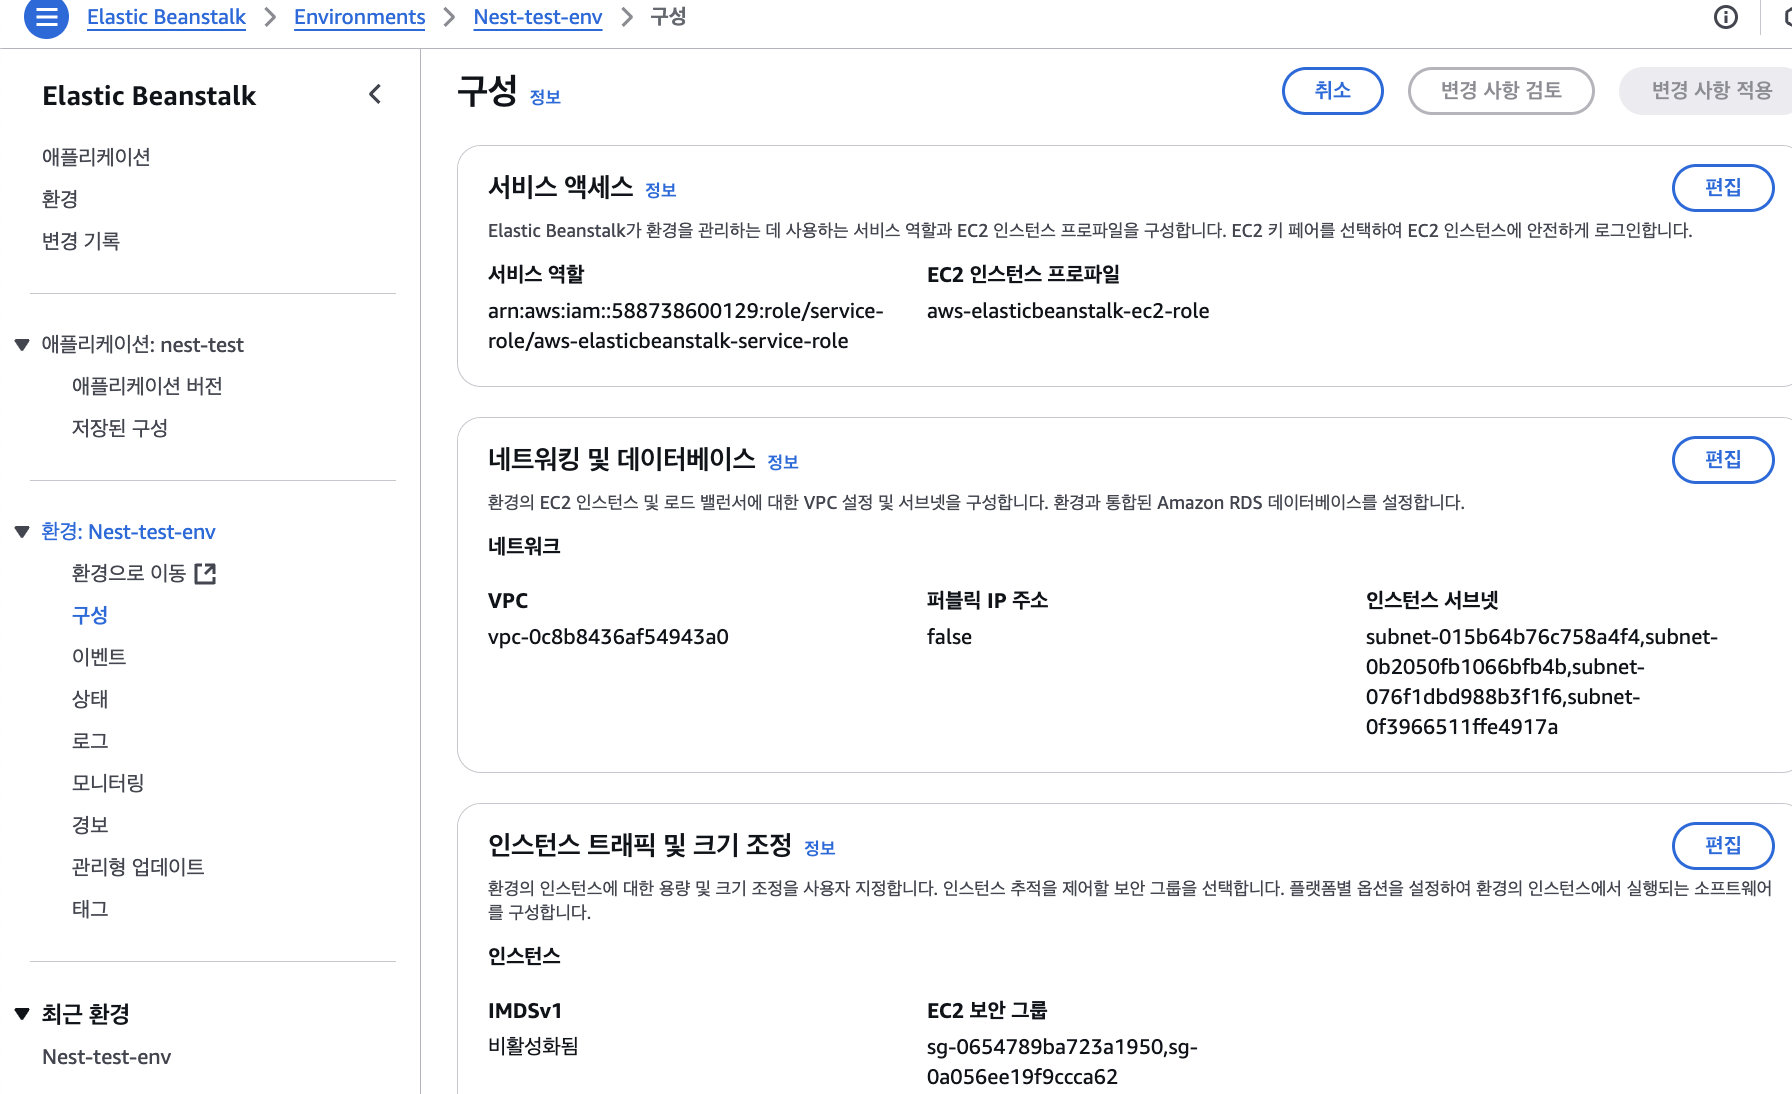 Elastic Beanstalk > Environments > Nest-test-env > 구성
Elastic Beanstalk
애플리케이션
환경
변경 기록
애플리케이션: nest-test
애플리케이션 버전
저장된 구성
환경: Nest-test-env
환경으로 이동
구성
이벤트
상태
로그
모니터링
경보
관리형 업데이트
태그
최근 환경
Nest-test-env
구성 정보
취소
변경 사항 검토
변경 사항 적용
서비스 액세스 정보
편집
Elastic Beanstalk가 환경을 관리하는 데 사용하는 서비스 역할과 EC2 인스턴스 프로파일을 구성합니다. EC2 키 페어를 선택하여 EC2 인스턴스에 안전하게 로그인합니다.
서비스 역할
arn:aws:iam::588738600129:role/service-
role/aws-elasticbeanstalk-service-role
EC2 인스턴스 프로파일
aws-elasticbeanstalk-ec2-role
네트워킹 및 데이터베이스 정보
편집
환경의 EC2 인스턴스 및 로드 밸런서에 대한 VPC 설정 및 서브넷을 구성합니다. 환경과 통합된 Amazon RDS 데이터베이스를 설정합니다.
네트워크
VPC
vpc-0c8b8436af54943a0
퍼블릭 IP 주소
false
인스턴스 서브넷
subnet-015b64b76c758a4f4,subnet-
0b2050fb1066bfb4b,subnet-
076f1dbd988b3f1f6,subnet-
0f3966511ffe4917a
인스턴스 트래픽 및 크기 조정 정보
편집
환경의 인스턴스에 대한 용량 및 크기 조정을 사용자 지정합니다. 인스턴스 추적을 제어할 보안 그룹을 선택합니다. 플랫폼별 옵션을 설정하여 환경의 인스턴스에서 실행되는 소프트웨어
를 구성합니다.
인스턴스
IMDSv1
비활성화됨
EC2 보안 그룹
sg-0654789ba723a1950,sg-
0a056ee19f9ccca62